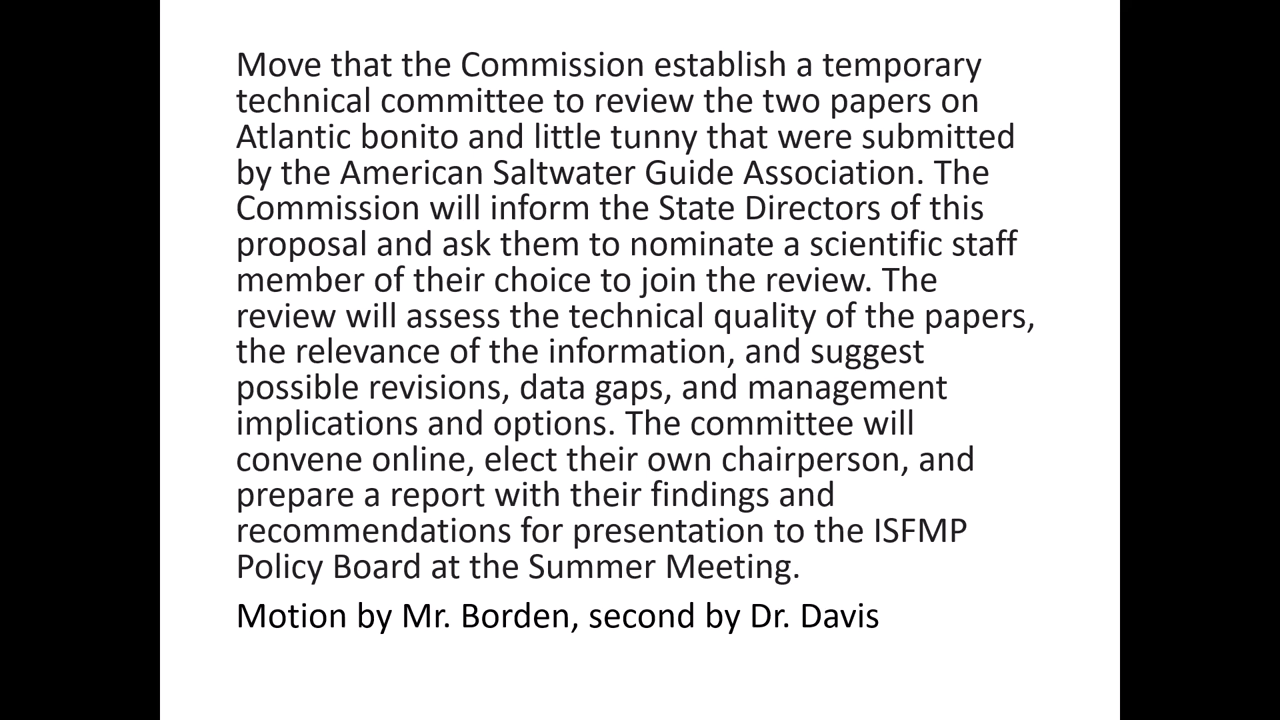 Move that the Commission establish a temporary
technical committee to review the two papers on
Atlantic bonito and little tunny that were submitted
by the American Saltwater Guide Association. The
Commission will inform the State Directors of this
proposal and ask them to nominate a scientific staff
member of their choice to join the review. The
review will assess the technical quality of the papers,
the relevance of the information, and suggest
possible revisions, data gaps, and management
implications and options. The committee will
convene online, elect their own chairperson, and
prepare a report with their findings and
recommendations for presentation to the ISFMP
Policy Board at the Summer Meeting.
Motion by Mr. Borden, second by Dr. Davis